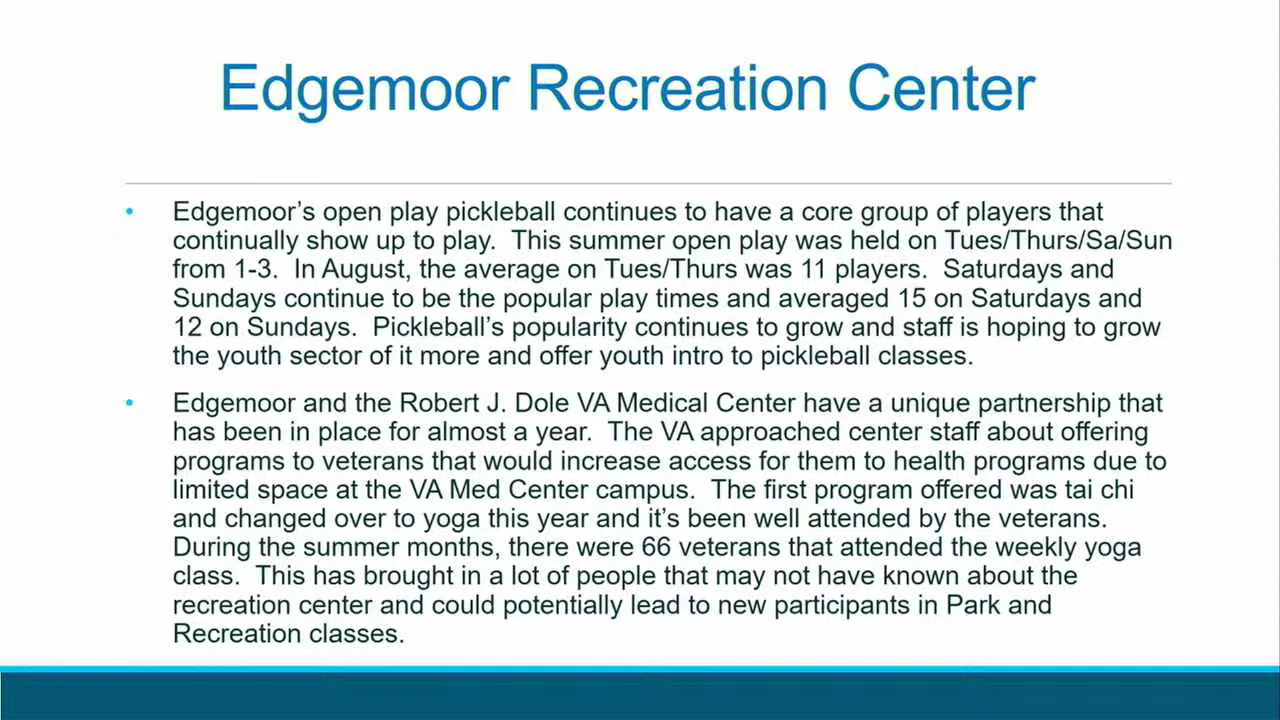 Edgemoor Recreation Center
• Edgemoor’s open play pickleball continues to have a core group of players that
continually show up to play.  This summer open play was held on Tues/Thurs/Sa/Sun
from 1-3.  In August, the average on Tues/Thurs was 11 players.  Saturdays and
Sundays continue to be the popular play times and averaged 15 on Saturdays and
12 on Sundays.  Pickleball’s popularity continues to grow and staff is hoping to grow
the youth sector of it more and offer youth intro to pickleball classes.
• Edgemoor and the Robert J. Dole VA Medical Center have a unique partnership that
has been in place for almost a year.  The VA approached center staff about offering
programs to veterans that would increase access for them to health programs due to
limited space at the VA Med Center campus.  The first program offered was tai chi
and changed over to yoga this year and it’s been well attended by the veterans.
During the summer months, there were 66 veterans that attended the weekly yoga
class.  This has brought in a lot of people that may not have known about the
recreation center and could potentially lead to new participants in Park and
Recreation classes.